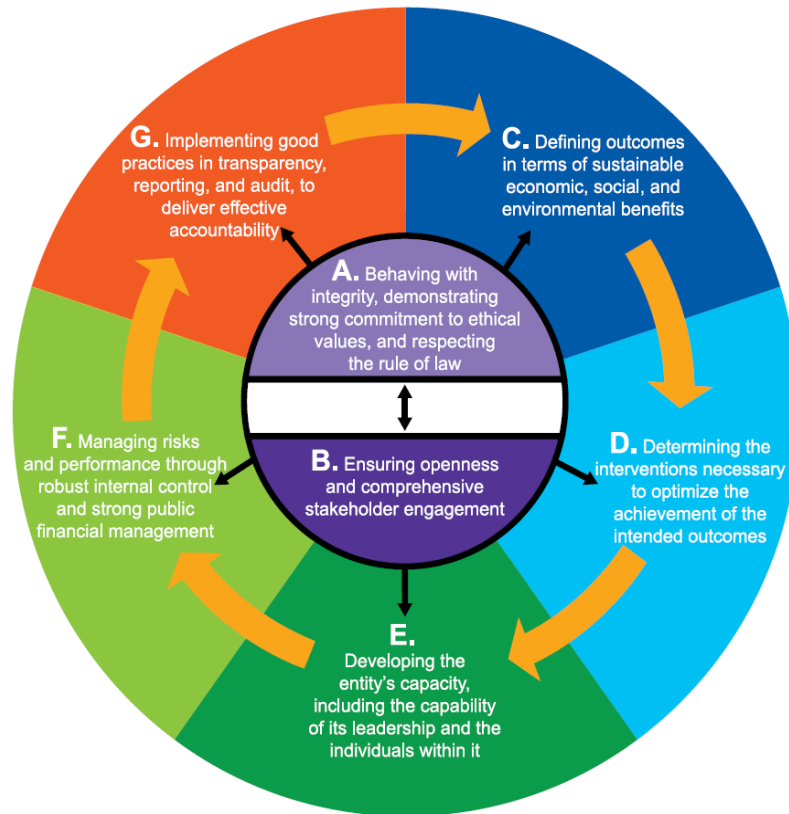 G. Implementing good
practices in transparency,
reporting, and audit, to
deliver effective
accountability
C. Defining outcomes
in terms of sustainable
economic, social, and
environmental benefits
A. Behaving with
integrity, demonstrating
strong commitment to ethical
values, and respecting
the rule of law
B. Ensuring openness
and comprehensive
stakeholder engagement
D. Determining the
interventions necessary
to optimize the
achievement of the
intended outcomes
E.
Developing the
entity’s capacity,
including the capability
of its leadership and the
individuals within it
F. Managing risks
and performance through
robust internal control
and strong public
financial management